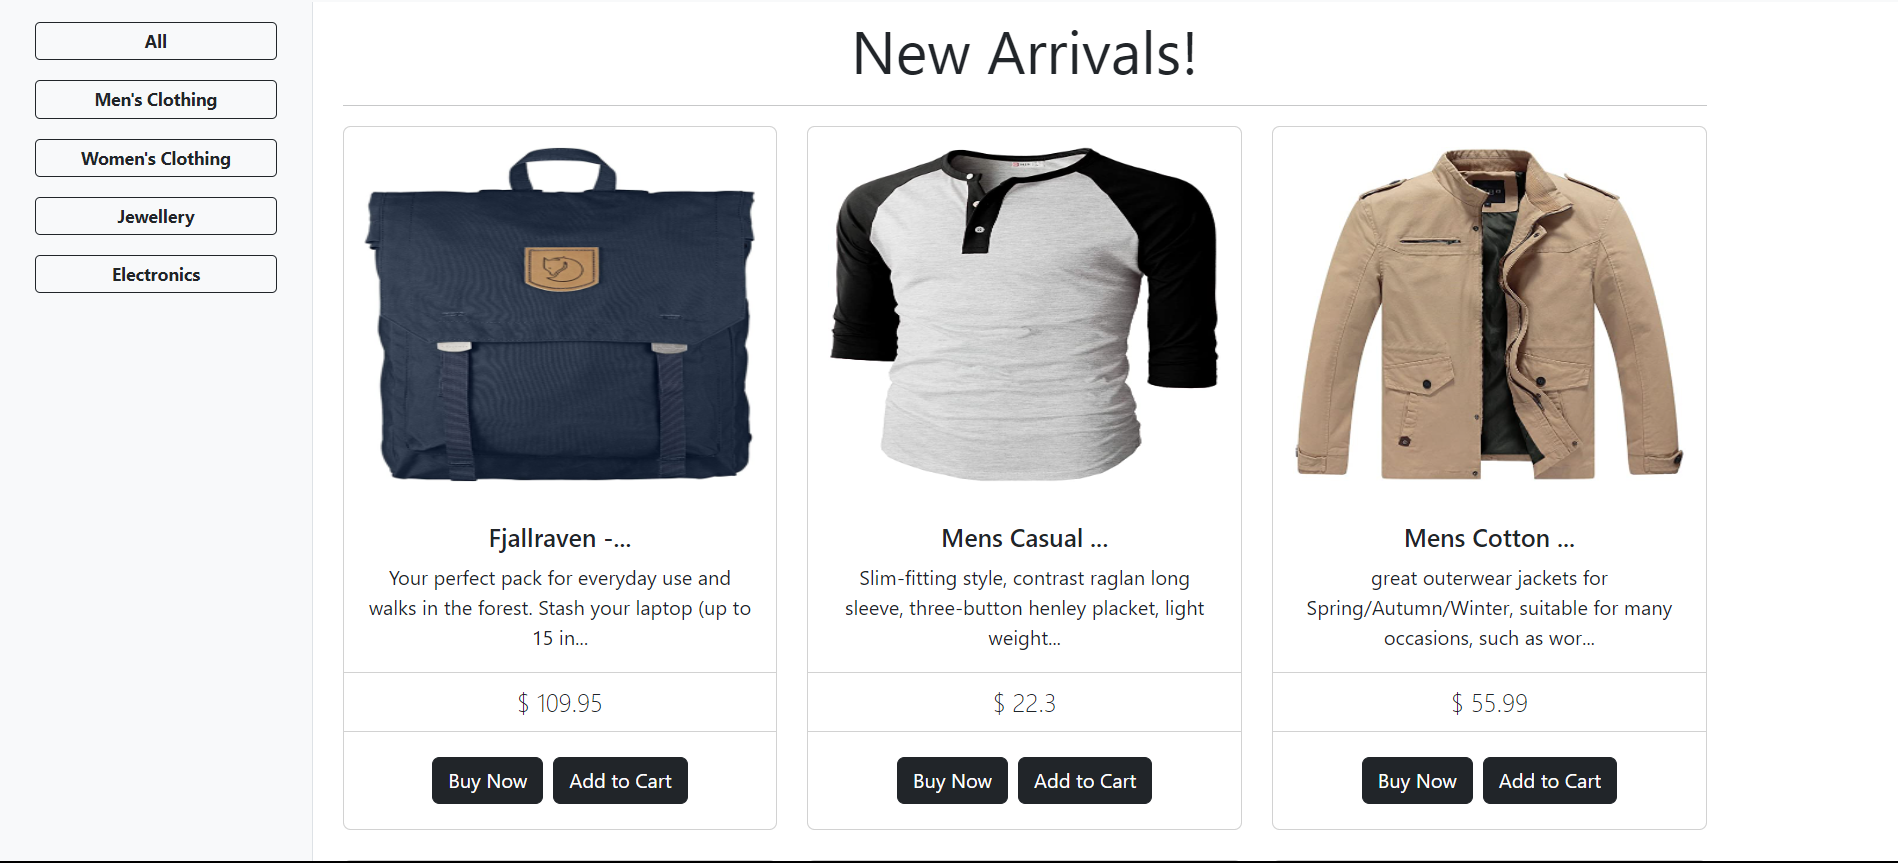 All
Men's Clothing
Women's Clothing
Jewellery
Electronics
New Arrivals!
Fjallraven -...
Your perfect pack for everyday use and
walks in the forest. Stash your laptop (up to
15 in...
$ 109.95
Buy Now
Add to Cart
Mens Casual ...
Slim-fitting style, contrast raglan long
sleeve, three-button henley placket, light
weight...
$ 22.3
Buy Now
Add to Cart
Mens Cotton ...
great outerwear jackets for
Spring/Autumn/Winter, suitable for many
occasions, such as wor...
$ 55.99
Buy Now
Add to Cart